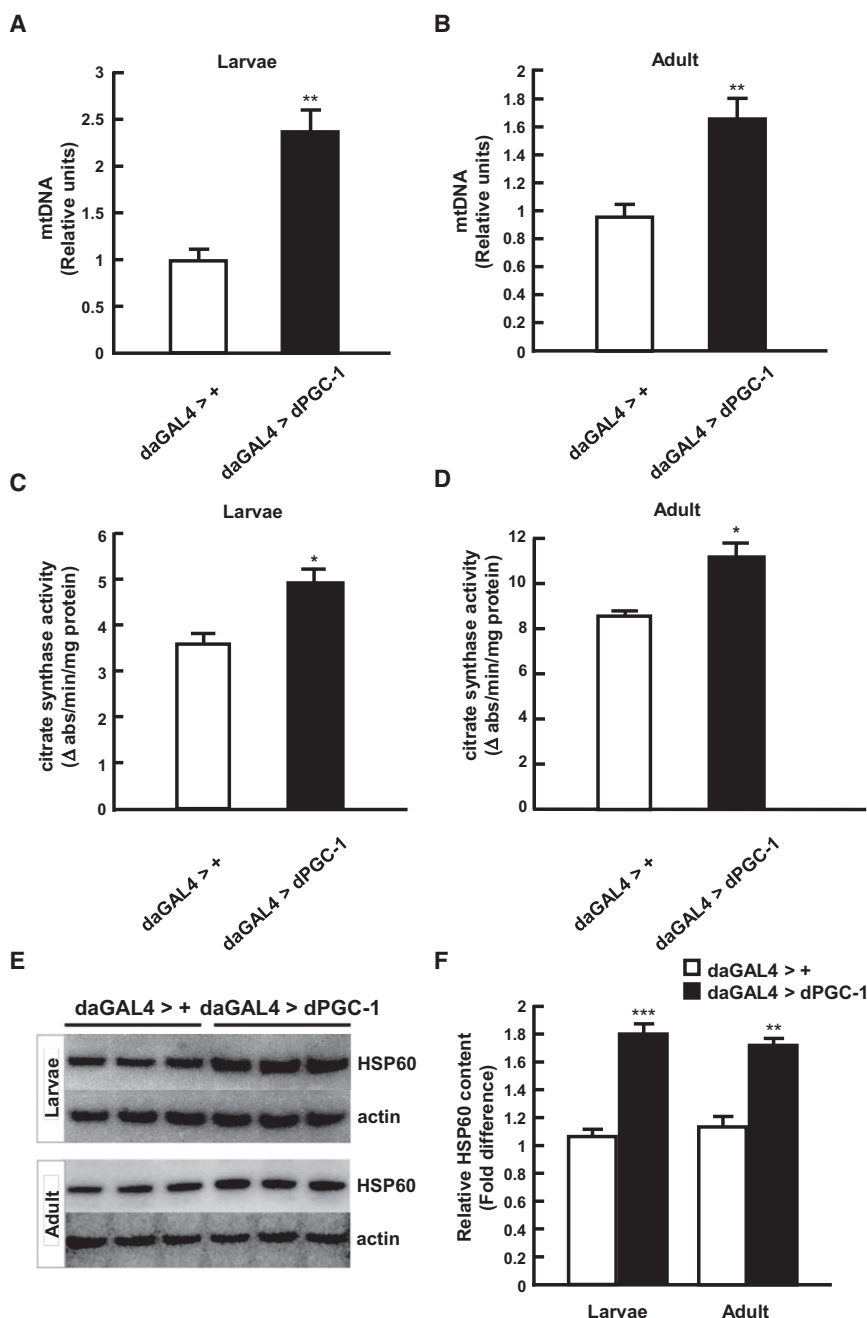 A
Larvae
mtDNA
(Relative units)
3
2.5
2
1.5
1
0.5
0
**
daGAL4 > +
daGAL4 > dPGC-1
B
Adult
mtDNA
(Relative units)
2
1.8
1.6
1.4
1.2
1
0.8
0.6
0.4
0.2
0
**
daGAL4 > +
daGAL4 > dPGC-1
C
Larvae
citrate synthase activity
(Δ abs/min/mg protein)
6
5
4
3
2
1
0
*
daGAL4 > +
daGAL4 > dPGC-1
D
Adult
citrate synthase activity
(Δ abs/min/mg protein)
12
10
8
6
4
2
0
*
daGAL4 > +
daGAL4 > dPGC-1
E
daGAL4 > + daGAL4 > dPGC-1
Larvae
HSP60
actin
Adult
HSP60
actin
F
daGAL4 > +
daGAL4 > dPGC-1
Relative HSP60 content
(Fold difference)
2
1.8
1.6
1.4
1.2
1
0.8
0.6
0.4
0.2
0
***
**
Larvae
Adult